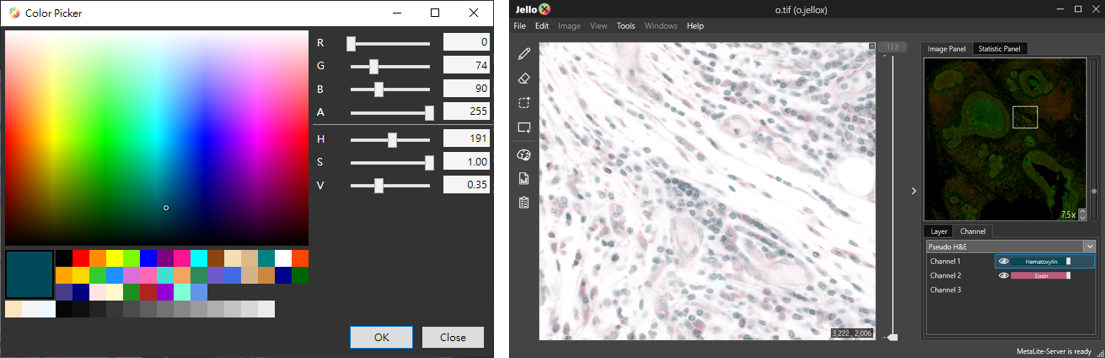 Color Picker
R 0
G 74
B 90
A 255
H 191
S 1.00
V 0.35
OK Close
Jello X
o.tif (o.jellox)
File Edit Image View Tools Windows Help
1 | 2
Image Panel Statistic Panel
7.5x
3,222 , 2,006
Layer Channel
Pseudo H&E
Channel 1 Hematoxylin
Channel 2 Eosin
Channel 3
MetaLite-Server is ready